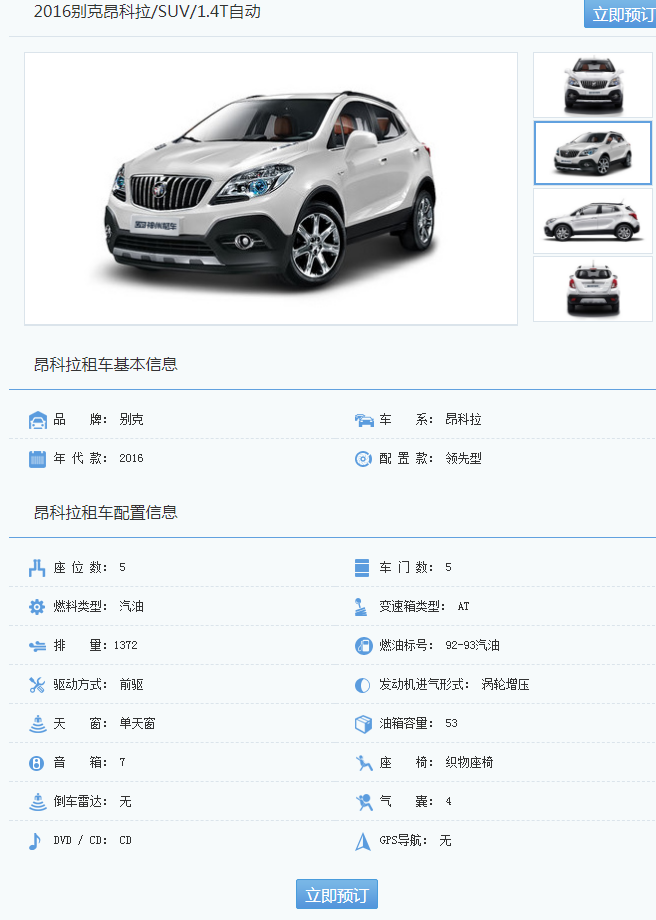 2016别克昂科拉/SUV/1.4T自动
立即预订
昂科拉租车基本信息
品 牌: 别克
车 系: 昂科拉
年 代 款: 2016
配 置 款: 领先型
昂科拉租车配置信息
座 位 数: 5
车 门 数: 5
燃料类型: 汽油
变速箱类型: AT
排 量: 1372
燃油标号: 92-93汽油
驱动方式: 前驱
发动机进气形式: 涡轮增压
天 窗: 单天窗
油箱容量: 53
音 箱: 7
座 椅: 织物座椅
倒车雷达: 无
气 囊: 4
DVD / CD: CD
GPS导航: 无
立即预订